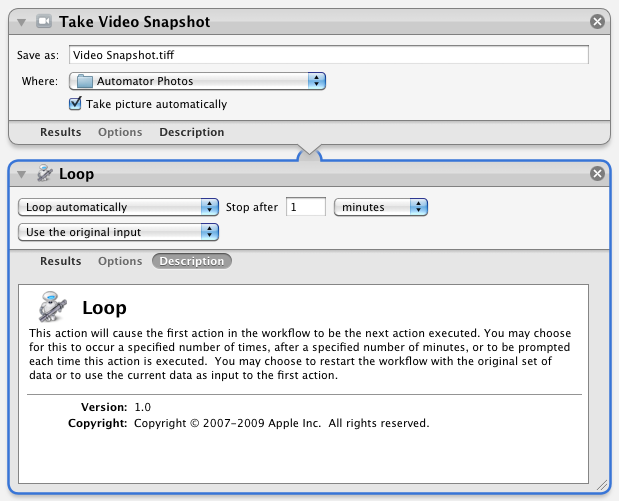 Take Video Snapshot
Save as: Video Snapshot.tiff
Where: Automator Photos
Take picture automatically
Results Options Description
Loop
Loop automatically Stop after 1 minutes
Use the original input
Results Options Description
Loop
This action will cause the first action in the workflow to be the next action executed. You may choose
for this to occur a specified number of times, after a specified number of minutes, or to be prompted
each time this action is executed.  You may choose to restart the workflow with the original set of
data or to use the current data as input to the first action.
Version: 1.0
Copyright: Copyright © 2007-2009 Apple Inc.  All rights reserved.